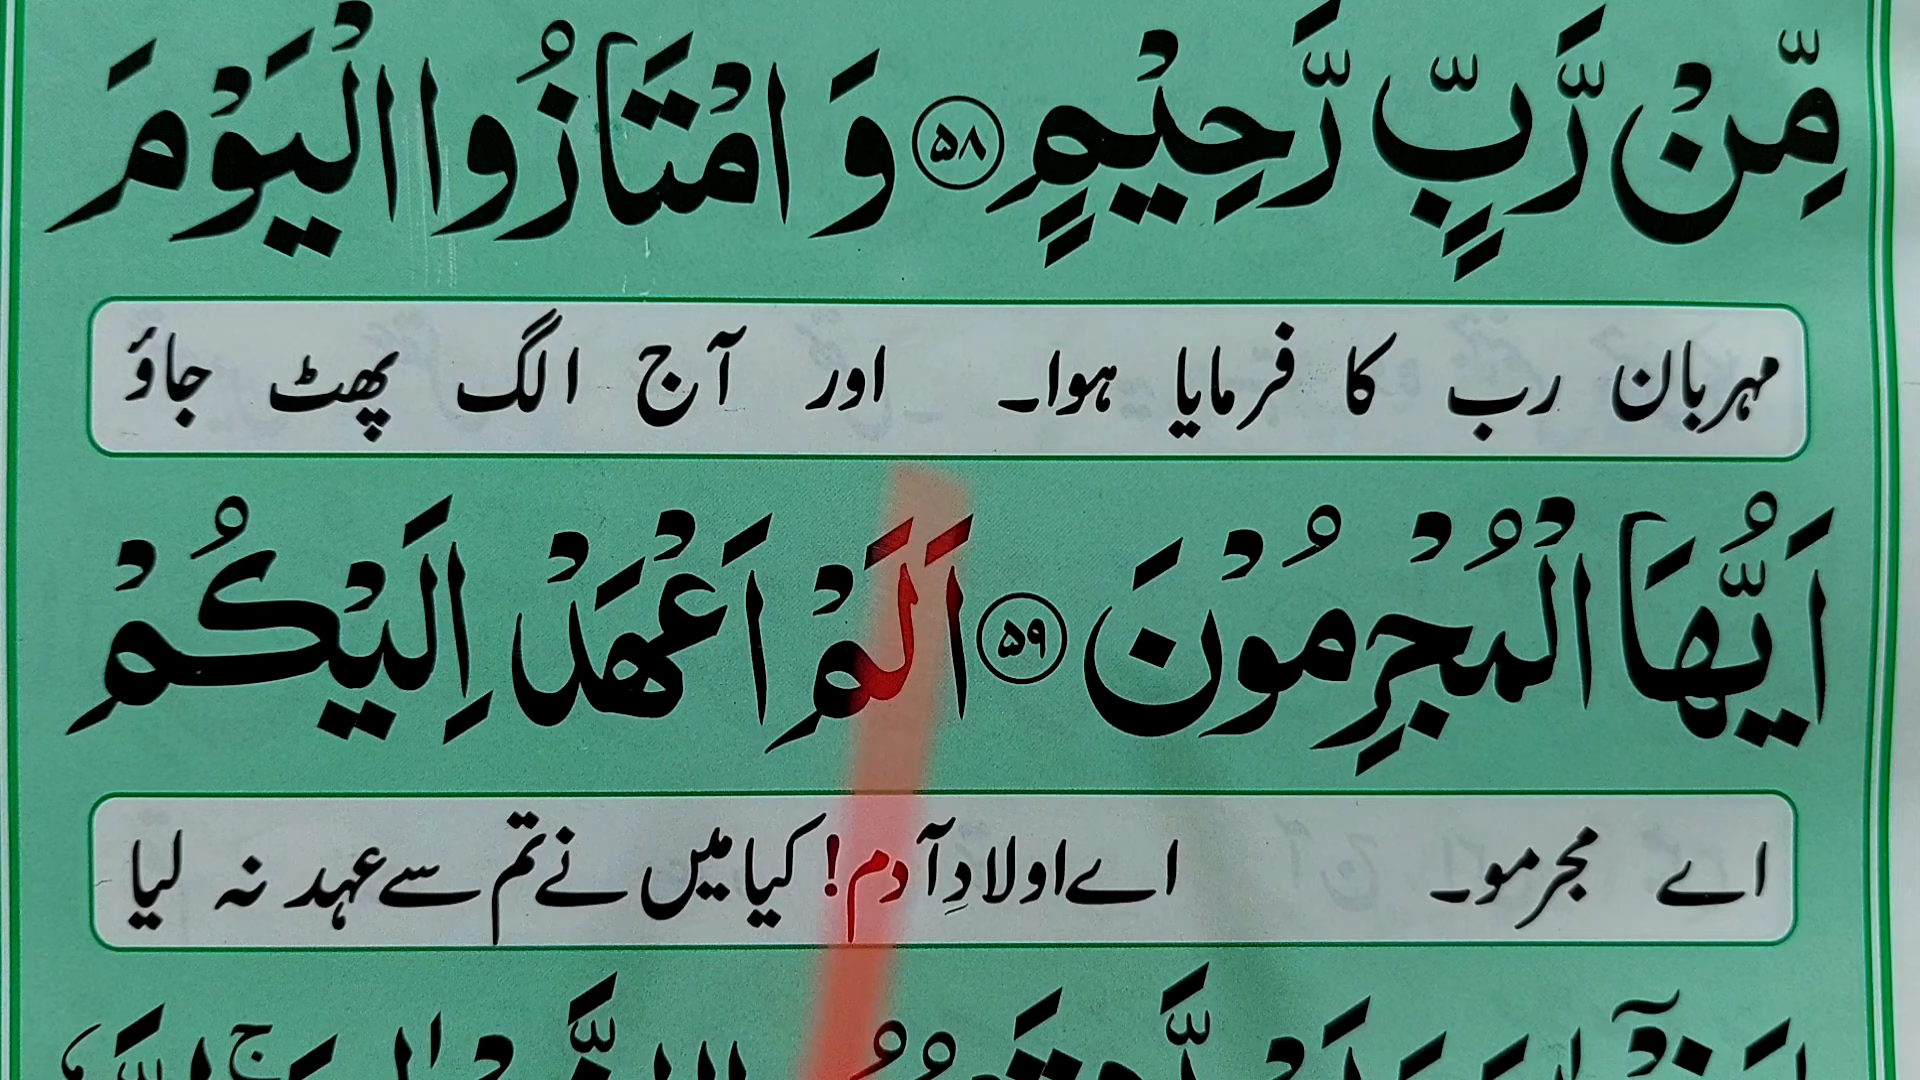 مِّنْ رَّبٍّ رَّحِيْمٍ ۝۵۸ وَ امْتَازُوا الْيَوْمَ
مہربان رب کا فرمایا ہوا۔ اور آج الگ پھٹ جاؤ
اَيُّهَا الْمُجْرِمُوْنَ ۝۵۹ اَلَمْ اَعْهَدْ اِلَيْكُمْ
اے مجرمو۔ اے اولادِ آدم! کیا میں نے تم سے عہد نہ لیا